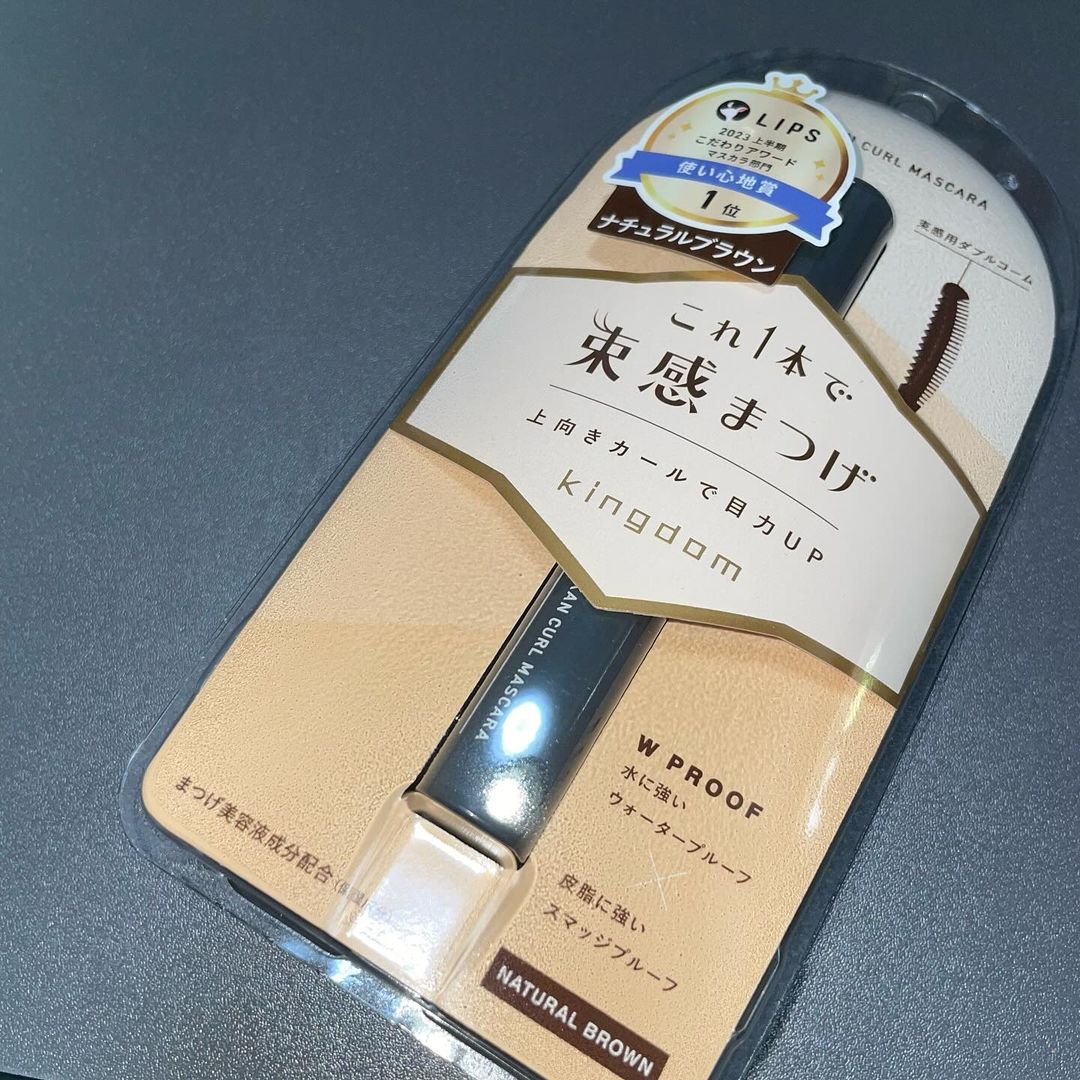 LIPS
2023 上半期
こだわりアワード
マスカラ部門
使い心地賞
1位
ナチュラルブラウン
CURL MASCARA
束感用ダブルコーム
これ1本で
束感まつげ
上向きカールで目力UP
kingdom
CURL MASCARA
W PROOF
水に強い
ウォータープルーフ
×
皮脂に強い
スマッジプルーフ
まつげ美容液成分配合
NATURAL BROWN